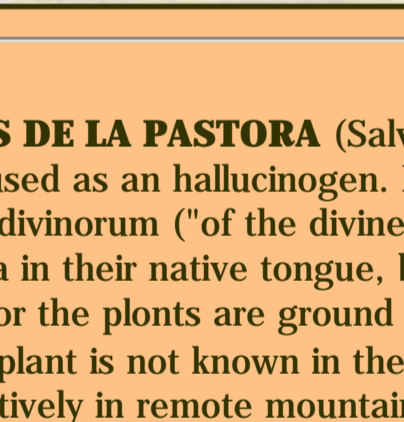 S DE LA PASTORA (Salv
used as an hallucinogen.
divinorum ("of the divine
a in their native tongue,
or the plonts are ground
plant is not known in the
tively in remote mountain